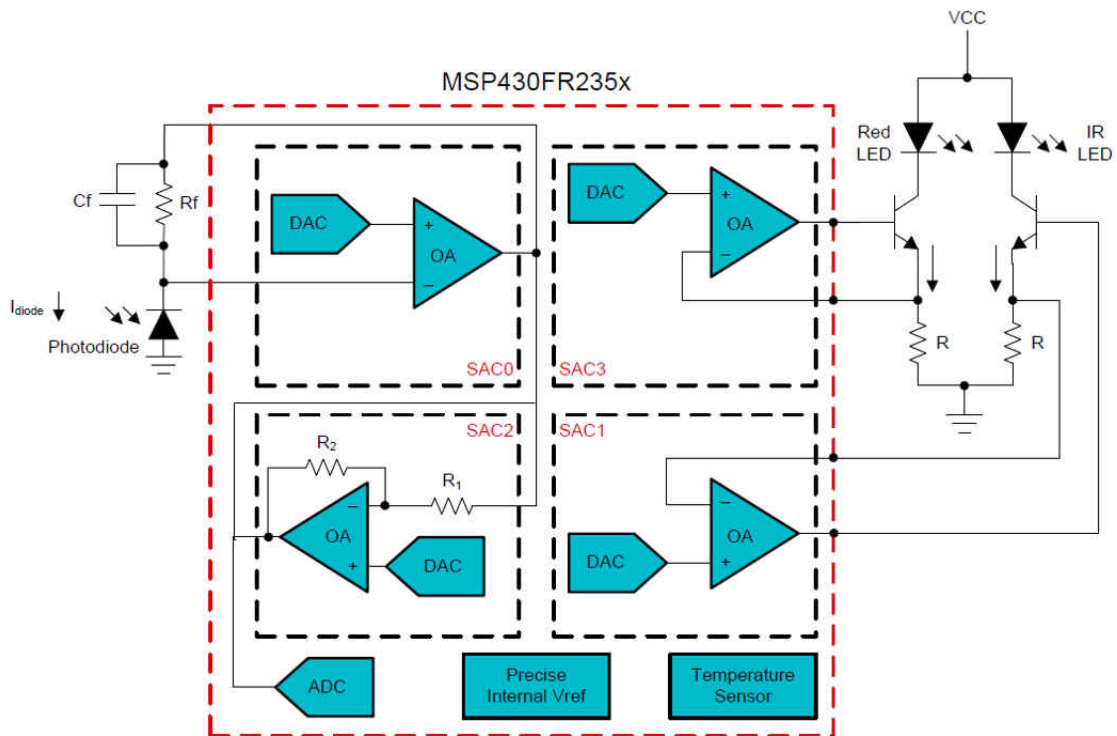 VCC
MSP430FR235x
Red
LED
IR
LED
Cf
Rf
DAC
+
OA
−
DAC
+
OA
−
Idiode
Photodiode
R
R
SAC0
SAC3
SAC2
SAC1
R2
R1
−
OA
+
DAC
−
OA
+
DAC
ADC
Precise
Internal Vref
Temperature
Sensor